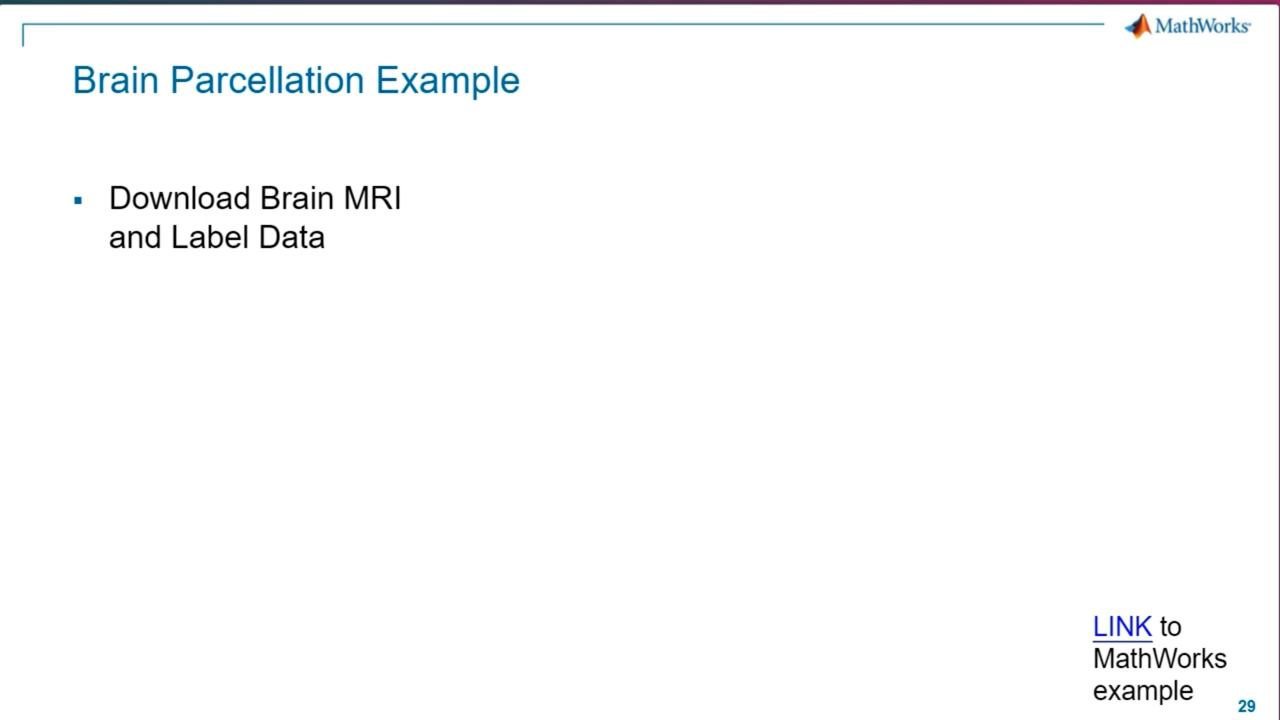 MathWorks
Brain Parcellation Example
▪ Download Brain MRI
and Label Data
LINK to
MathWorks
example
29